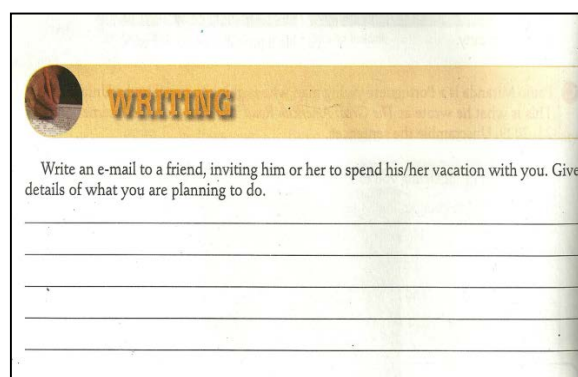 WRITING
Write an e-mail to a friend, inviting him or her to spend his/her vacation with you. Give
details of what you are planning to do.